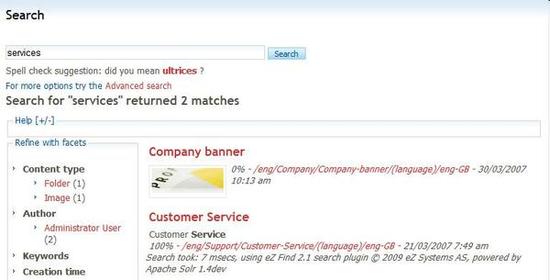 Search
services
Search
Spell check suggestion: did you mean ultrices ?
For more options try the Advanced search
Search for "services" returned 2 matches
Help [+/-]
Refine with facets
Content type
Folder (1)
Image (1)
Author
Administrator User
(2)
Keywords
Creation time
Company banner
PRO
0% - /eng/Company/Company-banner/(language)/eng-GB - 30/03/2007
10:13 am
Customer Service
Customer Service
100% - /eng/Support/Customer-Service/(language)/eng-GB - 21/03/2007 7:49 am
Search took: 7 msecs, using eZ Find 2.1 search plugin © 2009 eZ Systems AS, powered by
Apache Solr 1.4dev